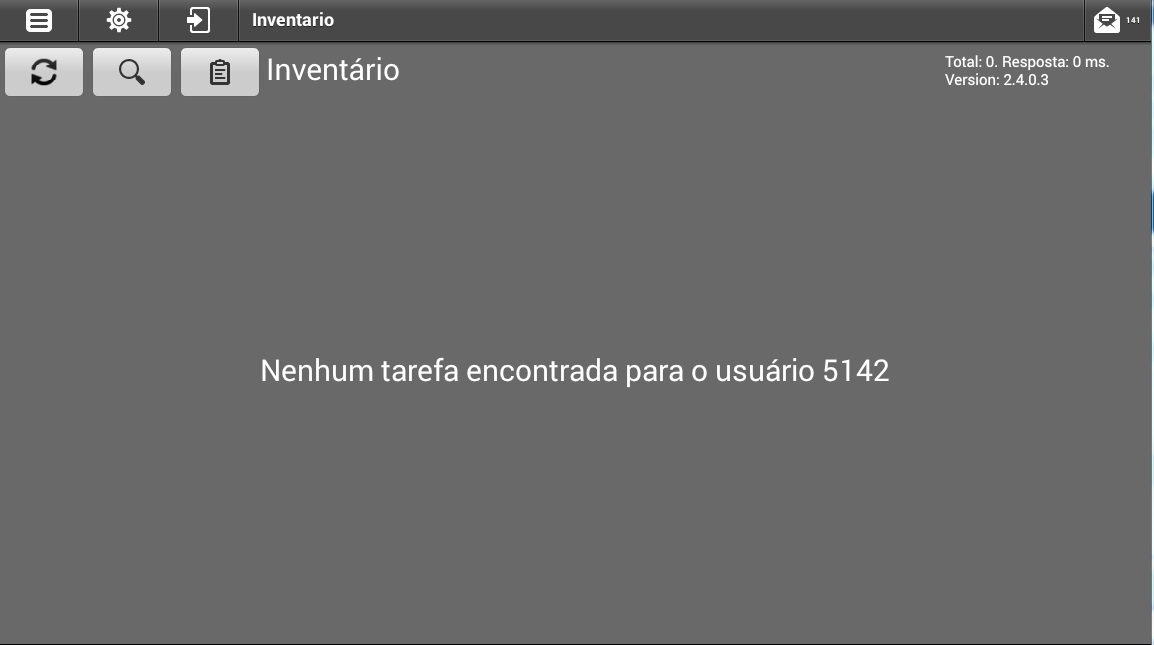 Inventario
141
Inventário
Total: 0. Resposta: 0 ms.
Version: 2.4.0.3
Nenhum tarefa encontrada para o usuário 5142